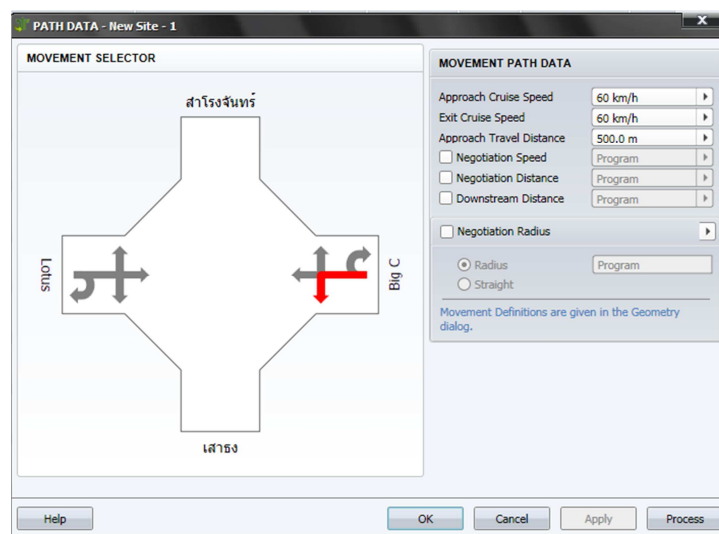 PATH DATA - New Site - 1
MOVEMENT SELECTOR
สำโรงจันทร์
Lotus
Big C
เสาธง
MOVEMENT PATH DATA
Approach Cruise Speed 60 km/h
Exit Cruise Speed 60 km/h
Approach Travel Distance 500.0 m
Negotiation Speed Program
Negotiation Distance Program
Downstream Distance Program
Negotiation Radius
Radius Program
Straight
Movement Definitions are given in the Geometry
dialog.
Help OK Cancel Apply Process